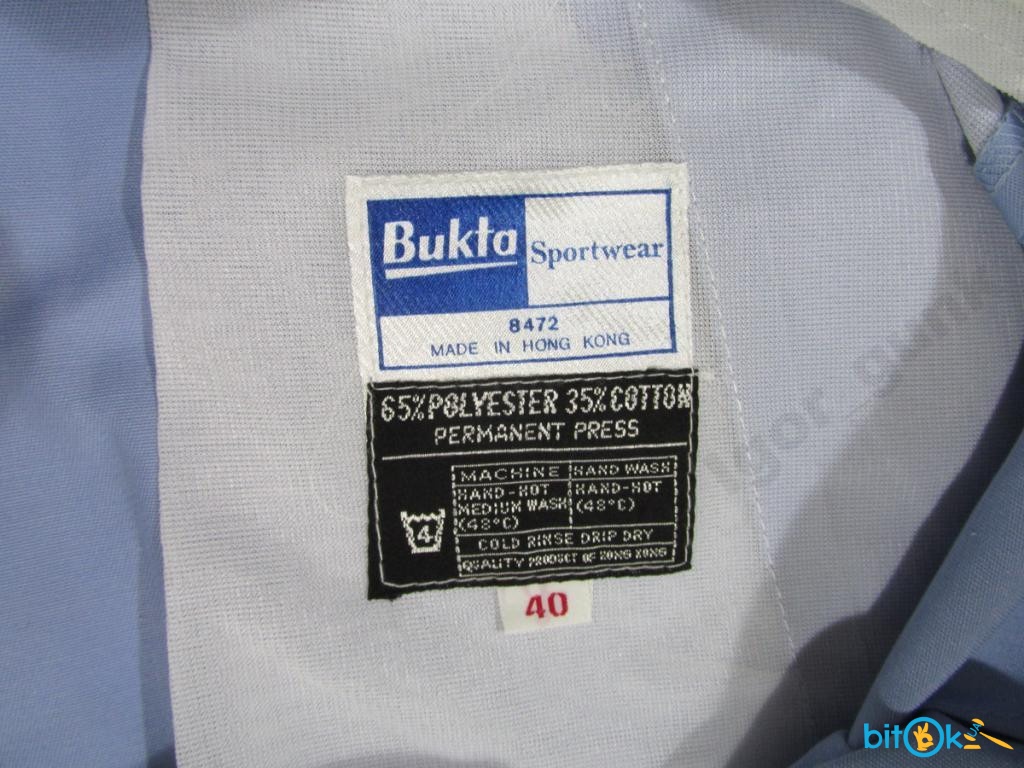 Bukta Sportwear
8472
MADE IN HONG KONG
65% POLYESTER 35% COTTON
PERMANENT PRESS
MACHINE HAND WASH
HAND-HOT HAND-HOT
MEDIUM WASH (48°C)
(48°C)
4
COLD RINSE DRIP DRY
QUALITY PRODUCT OF HONG KONG
40
bitOk UA